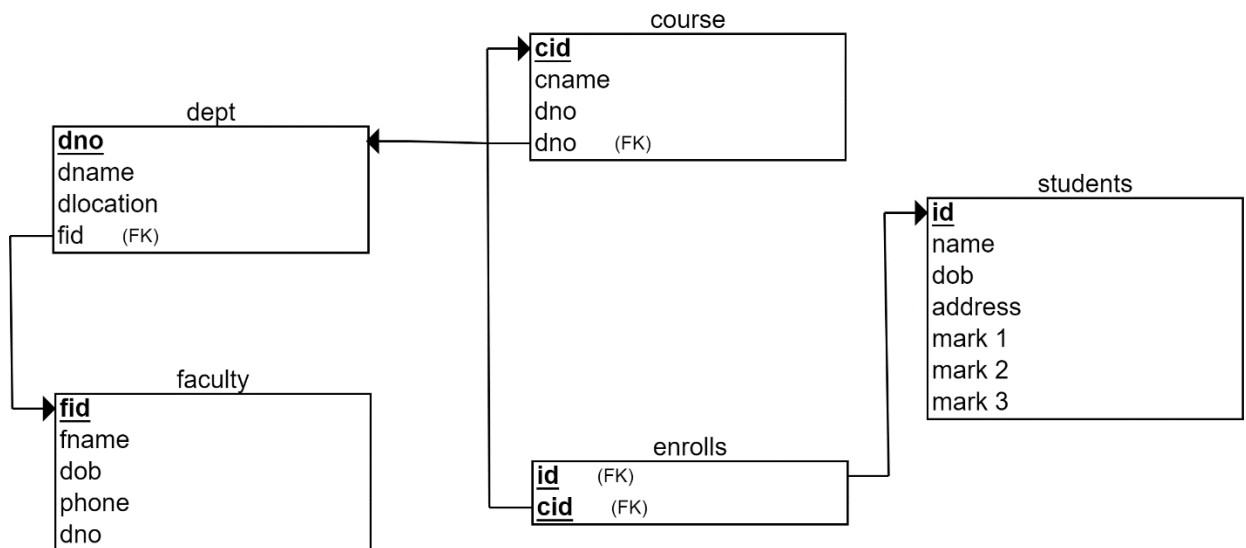 course
cid
cname
dno
dno (FK)
dept
dno
dname
dlocation
fid (FK)
students
id
name
dob
address
mark 1
mark 2
mark 3
faculty
fid
fname
dob
phone
dno
enrolls
id (FK)
cid (FK)